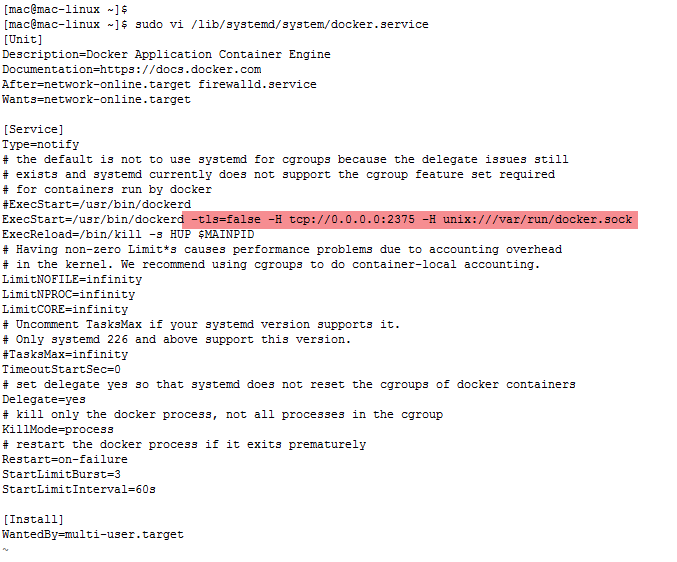 [mac@mac-linux ~]$
[mac@mac-linux ~]$ sudo vi /lib/systemd/system/docker.service
[Unit]
Description=Docker Application Container Engine
Documentation=https://docs.docker.com
After=network-online.target firewalld.service
Wants=network-online.target

[Service]
Type=notify
# the default is not to use systemd for cgroups because the delegate issues still
# exists and systemd currently does not support the cgroup feature set required
# for containers run by docker
#ExecStart=/usr/bin/dockerd
ExecStart=/usr/bin/dockerd -tls=false -H tcp://0.0.0.0:2375 -H unix:///var/run/docker.sock
ExecReload=/bin/kill -s HUP $MAINPID
# Having non-zero Limit*s causes performance problems due to accounting overhead
# in the kernel. We recommend using cgroups to do container-local accounting.
LimitNOFILE=infinity
LimitNPROC=infinity
LimitCORE=infinity
# Uncomment TasksMax if your systemd version supports it.
# Only systemd 226 and above support this version.
#TasksMax=infinity
TimeoutStartSec=0
# set delegate yes so that systemd does not reset the cgroups of docker containers
Delegate=yes
# kill only the docker process, not all processes in the cgroup
KillMode=process
# restart the docker process if it exits prematurely
Restart=on-failure
StartLimitBurst=3
StartLimitInterval=60s

[Install]
WantedBy=multi-user.target
~